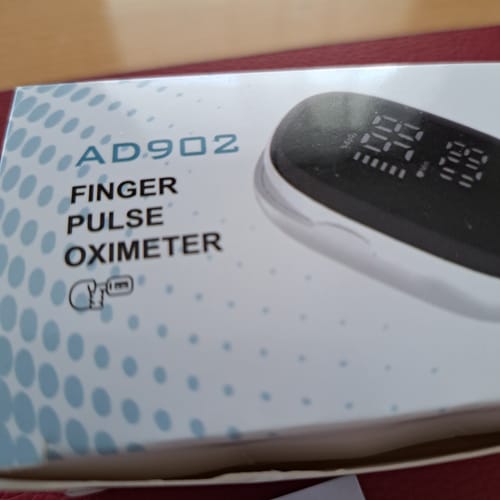 AD902
FINGER
PULSE
OXIMETER